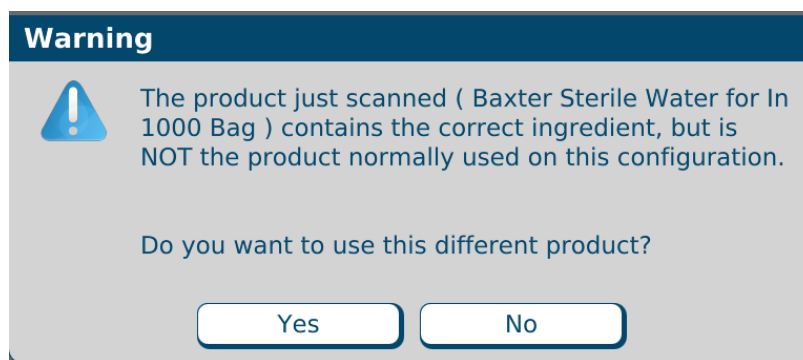 Warning
The product just scanned ( Baxter Sterile Water for In
1000 Bag ) contains the correct ingredient, but is
NOT the product normally used on this configuration.
Do you want to use this different product?
Yes
No